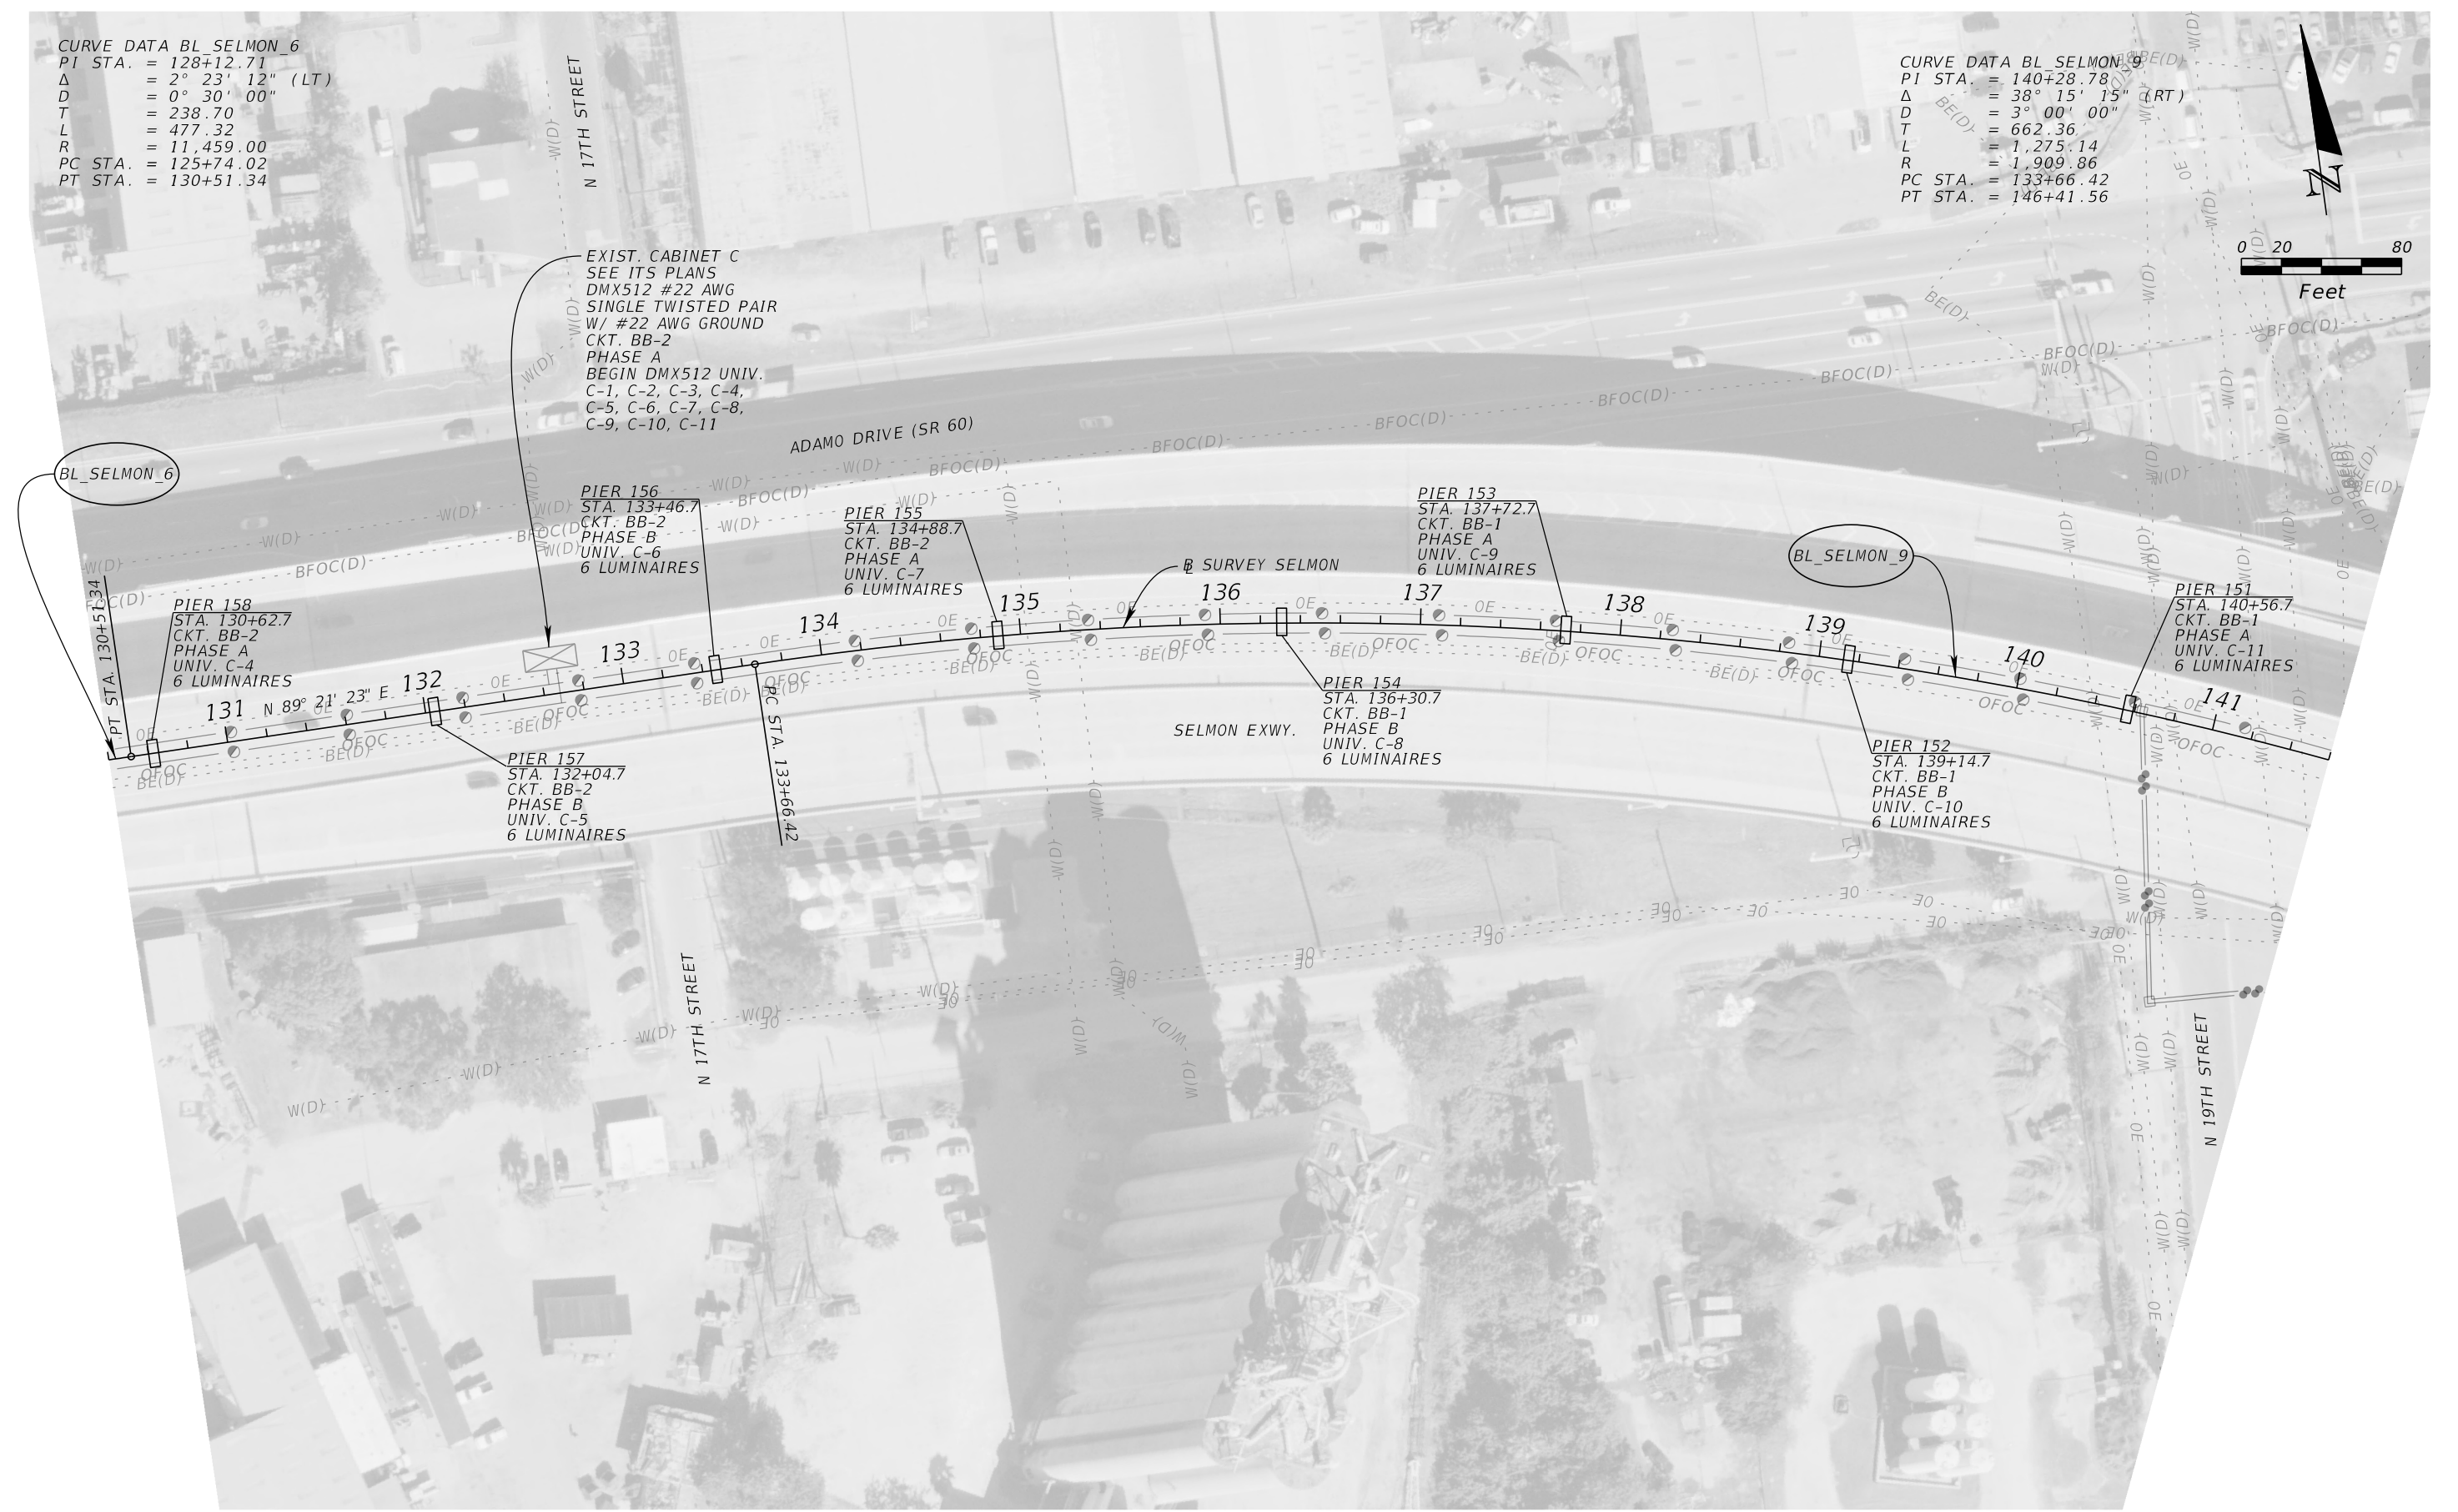 CURVE DATA BL_SELMON_6
PI STA. = 128+12.71
Δ = 2° 23' 12" (LT)
D = 0° 30' 00"
T = 238.70
L = 477.32
R = 11,459.00
PC STA. = 125+74.02
PT STA. = 130+51.34
N 17TH STREET
CURVE DATA BL_SELMON_9
PI STA. = 140+28.78
Δ = 38° 15' 15" (RT)
D = 3° 00' 00"
T = 662.36
L = 1,275.14
R = 1,909.86
PC STA. = 133+66.42
PT STA. = 146+41.56
N
0 20 80
Feet
EXIST. CABINET C
SEE ITS PLANS
DMX512 #22 AWG
SINGLE TWISTED PAIR
W/ #22 AWG GROUND
CKT. BB-2
PHASE A
BEGIN DMX512 UNIV.
C-1, C-2, C-3, C-4,
C-5, C-6, C-7, C-8,
C-9, C-10, C-11
ADAMO DRIVE (SR 60)
BL_SELMON_6
PIER 156
STA. 133+46.7
CKT. BB-2
PHASE B
UNIV. C-6
6 LUMINAIRES
PIER 155
STA. 134+88.7
CKT. BB-2
PHASE A
UNIV. C-7
6 LUMINAIRES
PIER 153
STA. 137+72.7
CKT. BB-1
PHASE A
UNIV. C-9
6 LUMINAIRES
BL_SELMON_9
PIER 151
STA. 140+56.7
CKT. BB-1
PHASE A
UNIV. C-11
6 LUMINAIRES
PIER 158
STA. 130+62.7
CKT. BB-2
PHASE A
UNIV. C-4
6 LUMINAIRES
PT STA. 130+51.34
N 89° 21' 23" E
B SURVEY SELMON
131
132
133
134
135
136
137
138
139
140
141
PC STA. 133+66.42
PIER 157
STA. 132+04.7
CKT. BB-2
PHASE B
UNIV. C-5
6 LUMINAIRES
SELMON EXWY.
PIER 154
STA. 136+30.7
CKT. BB-1
PHASE B
UNIV. C-8
6 LUMINAIRES
PIER 152
STA. 139+14.7
CKT. BB-1
PHASE B
UNIV. C-10
6 LUMINAIRES
N 17TH STREET
N 19TH STREET
W(D)
BFOC(D)
BE(D)
OFOC
OE